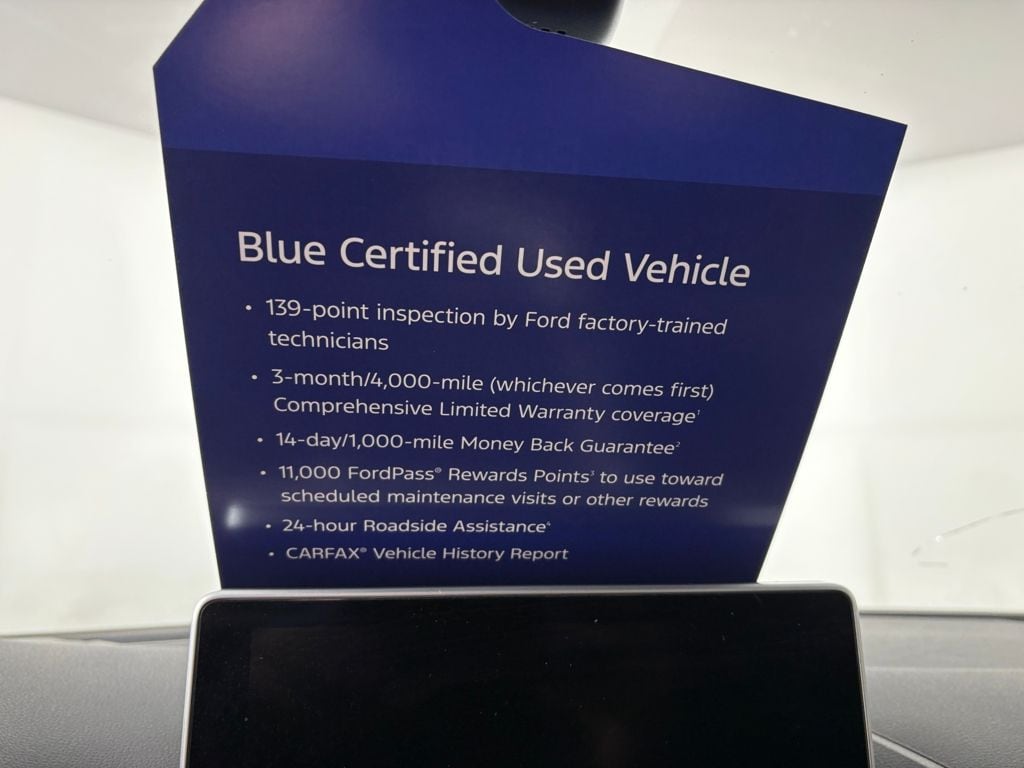 Blue Certified Used Vehicle
• 139-point inspection by Ford factory-trained
technicians
• 3-month/4,000-mile (whichever comes first)
Comprehensive Limited Warranty coverage¹
• 14-day/1,000-mile Money Back Guarantee²
• 11,000 FordPass® Rewards Points³ to use toward
scheduled maintenance visits or other rewards
• 24-hour Roadside Assistance⁴
• CARFAX® Vehicle History Report